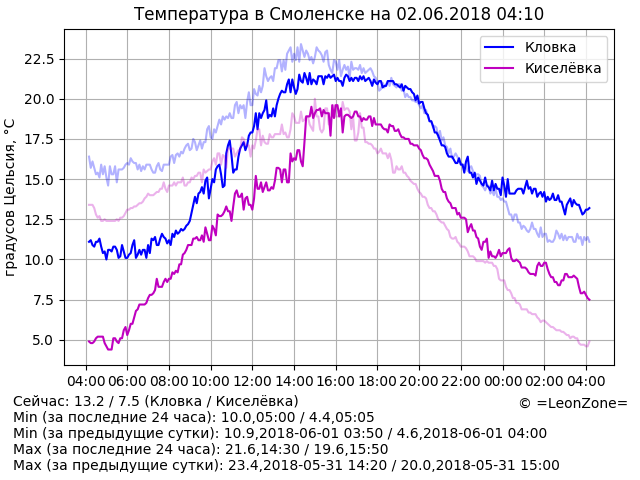 Температура в Смоленске на 02.06.2018 04:10
Кловка
Киселёвка
градусов Цельсия, °C
22.5
20.0
17.5
15.0
12.5
10.0
7.5
5.0
04:00 06:00 08:00 10:00 12:00 14:00 16:00 18:00 20:00 22:00 00:00 02:00 04:00
Сейчас: 13.2 / 7.5 (Кловка / Киселёвка)
© =LeonZone=
Min (за последние 24 часа): 10.0,05:00 / 4.4,05:05
Min (за предыдущие сутки): 10.9,2018-06-01 03:50 / 4.6,2018-06-01 04:00
Max (за последние 24 часа): 21.6,14:30 / 19.6,15:50
Max (за предыдущие сутки): 23.4,2018-05-31 14:20 / 20.0,2018-05-31 15:00